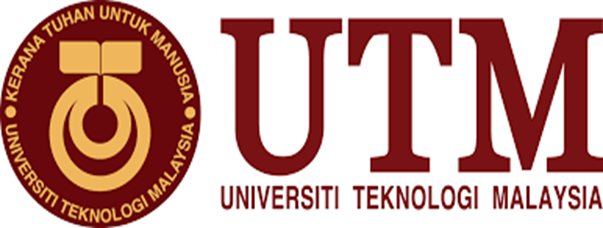 KERANA TUHAN UNTUK MANUSIA
UNIVERSITI TEKNOLOGI MALAYSIA
UTM
UNIVERSITI TEKNOLOGI MALAYSIA